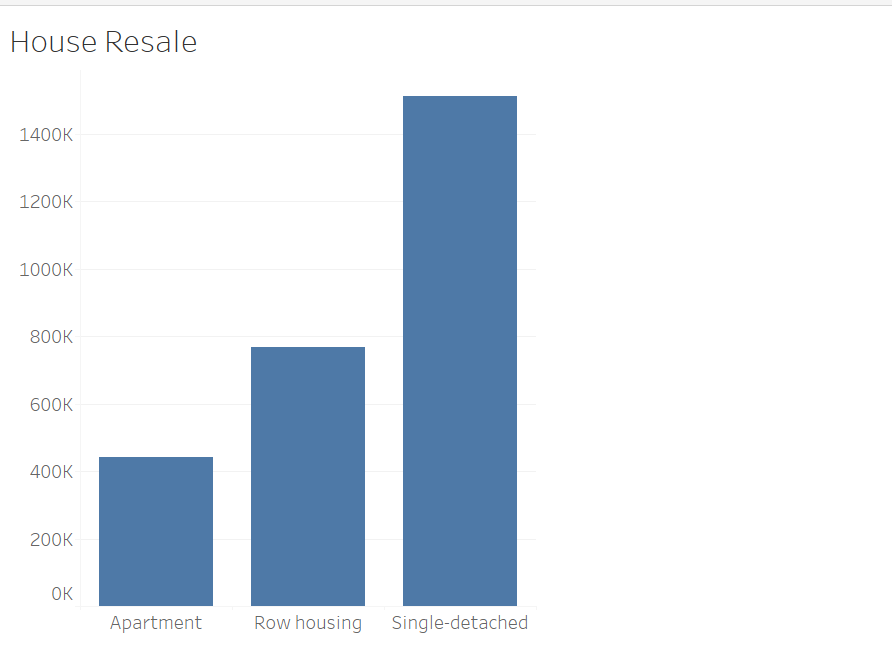 House Resale
1400K
1200K
1000K
800K
600K
400K
200K
0K
Apartment Row housing Single-detached